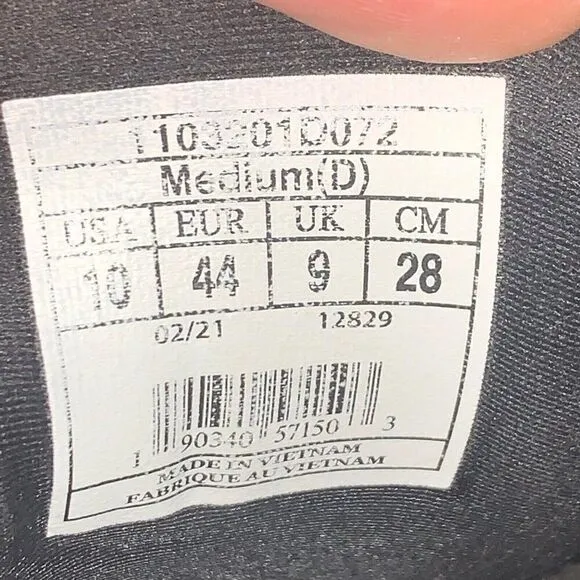 1103301D072
Medium(D)
USA EUR UK CM
10 44 9 28
02/21 12829
1 90340 57150 3
MADE IN VIETNAM
FABRIQUE AU VIETNAM